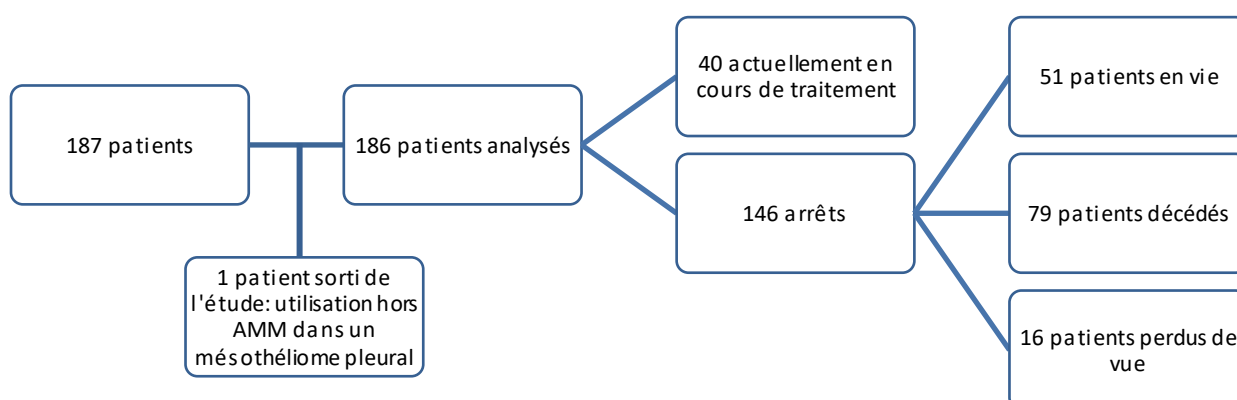 187 patients
1 patient sorti de
l'étude: utilisation hors
AMM dans un
mésothéliome pleural
186 patients analysés
40 actuellement en
cours de traitement
146 arrêts
51 patients en vie
79 patients décédés
16 patients perdus de
vue